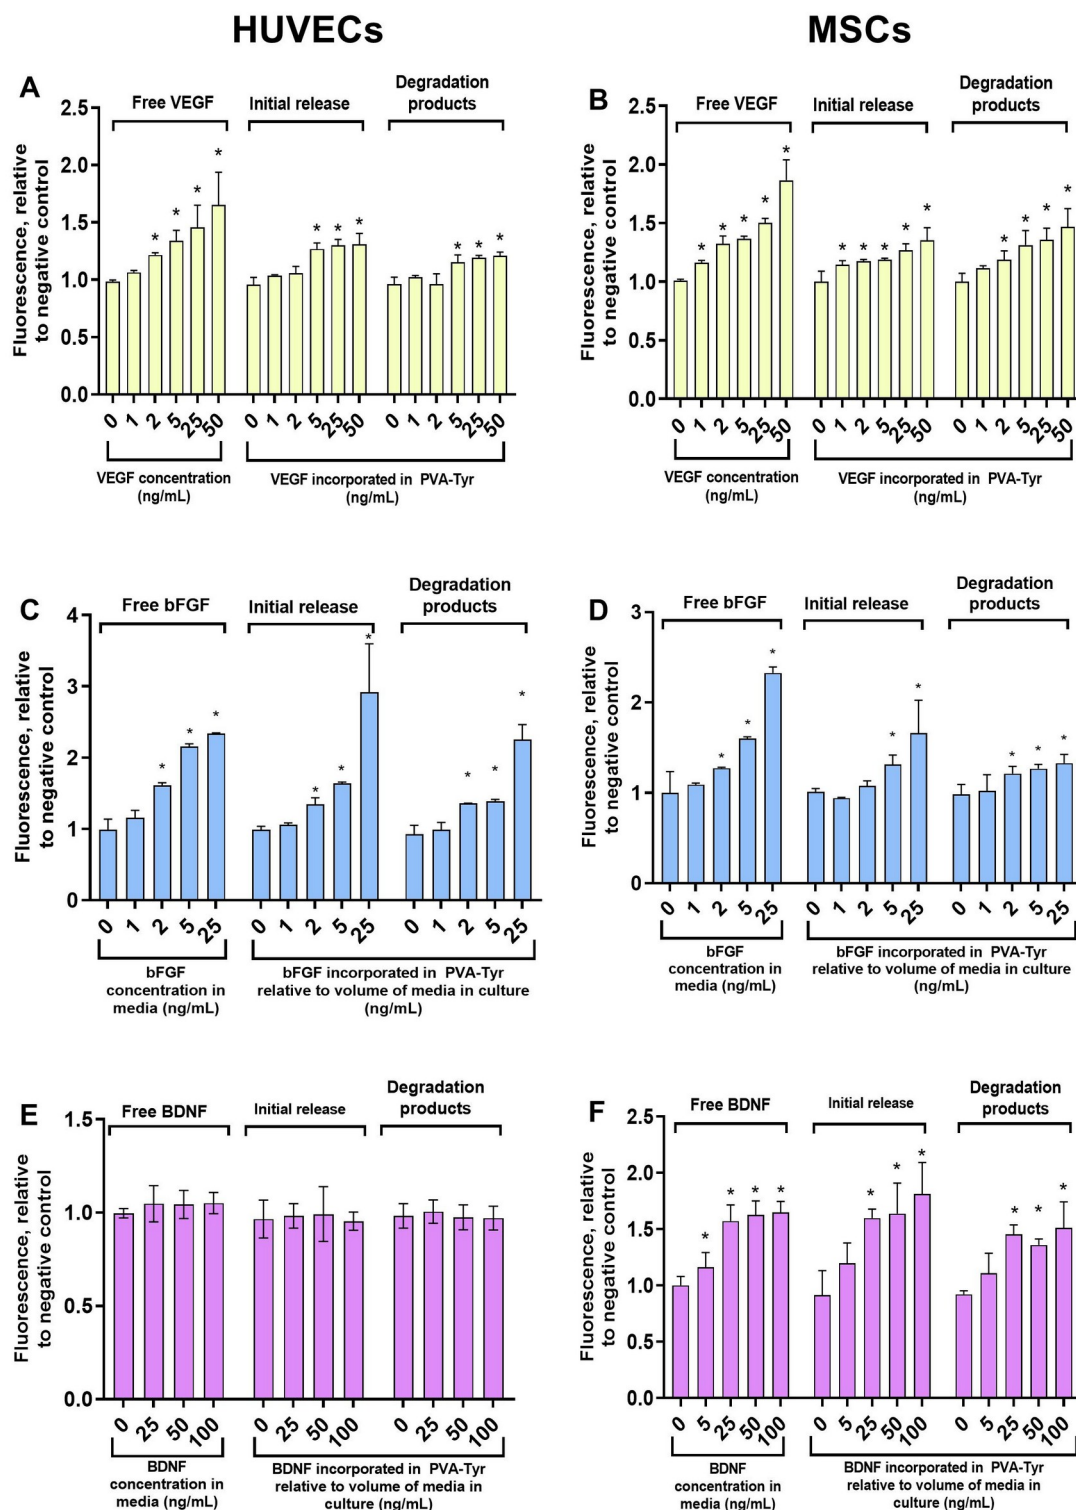 HUVECs
MSCs
A
Free VEGF
Initial release
Degradation
products
Fluorescence, relative
to negative control
2.5
2.0
1.5
1.0
0.5
0.0
* * * *
* * *
* * *
0 1 2 5 25 50
0 1 2 5 25 50
0 1 2 5 25 50
VEGF concentration
(ng/mL)
VEGF incorporated in PVA-Tyr
(ng/mL)
B
Free VEGF
Initial release
Degradation
products
Fluorescence, relative
to negative control
2.5
2.0
1.5
1.0
0.5
0.0
* * * * *
* * * * *
* * * *
0 1 2 5 25 50
0 1 2 5 25 50
0 1 2 5 25 50
VEGF concentration
(ng/mL)
VEGF incorporated in PVA-Tyr
(ng/mL)
C
Free bFGF
Initial release
Degradation
products
Fluorescence, relative
to negative control
4
3
2
1
0
* * *
* * *
* * *
0 1 2 5 25
0 1 2 5 25
0 1 2 5 25
bFGF
concentration in
media (ng/mL)
bFGF incorporated in PVA-Tyr
relative to volume of media in culture
(ng/mL)
D
Free bFGF
Initial release
Degradation
products
Fluorescence, relative
to negative control
3
2
1
0
* * *
* *
* * *
0 1 2 5 25
0 1 2 5 25
0 1 2 5 25
bFGF
concentration in
media (ng/mL)
bFGF incorporated in PVA-Tyr
relative to volume of media in culture
(ng/mL)
E
Free BDNF
Initial release
Degradation
products
Fluorescence, relative
to negative control
1.5
1.0
0.5
0.0
0 25 50 100
0 25 50 100
0 25 50 100
BDNF
concentration in
media (ng/mL)
BDNF incorporated in PVA-Tyr
relative to volume of media in
culture (ng/mL)
F
Free BDNF
Initial release
Degradation
products
Fluorescence, relative
to negative control
2.5
2.0
1.5
1.0
0.5
0.0
* * * *
* * *
* * *
0 5 25 50 100
0 5 25 50 100
0 5 25 50 100
BDNF
concentration in
media (ng/mL)
BDNF incorporated in PVA-Tyr
relative to volume of media in
culture (ng/mL)